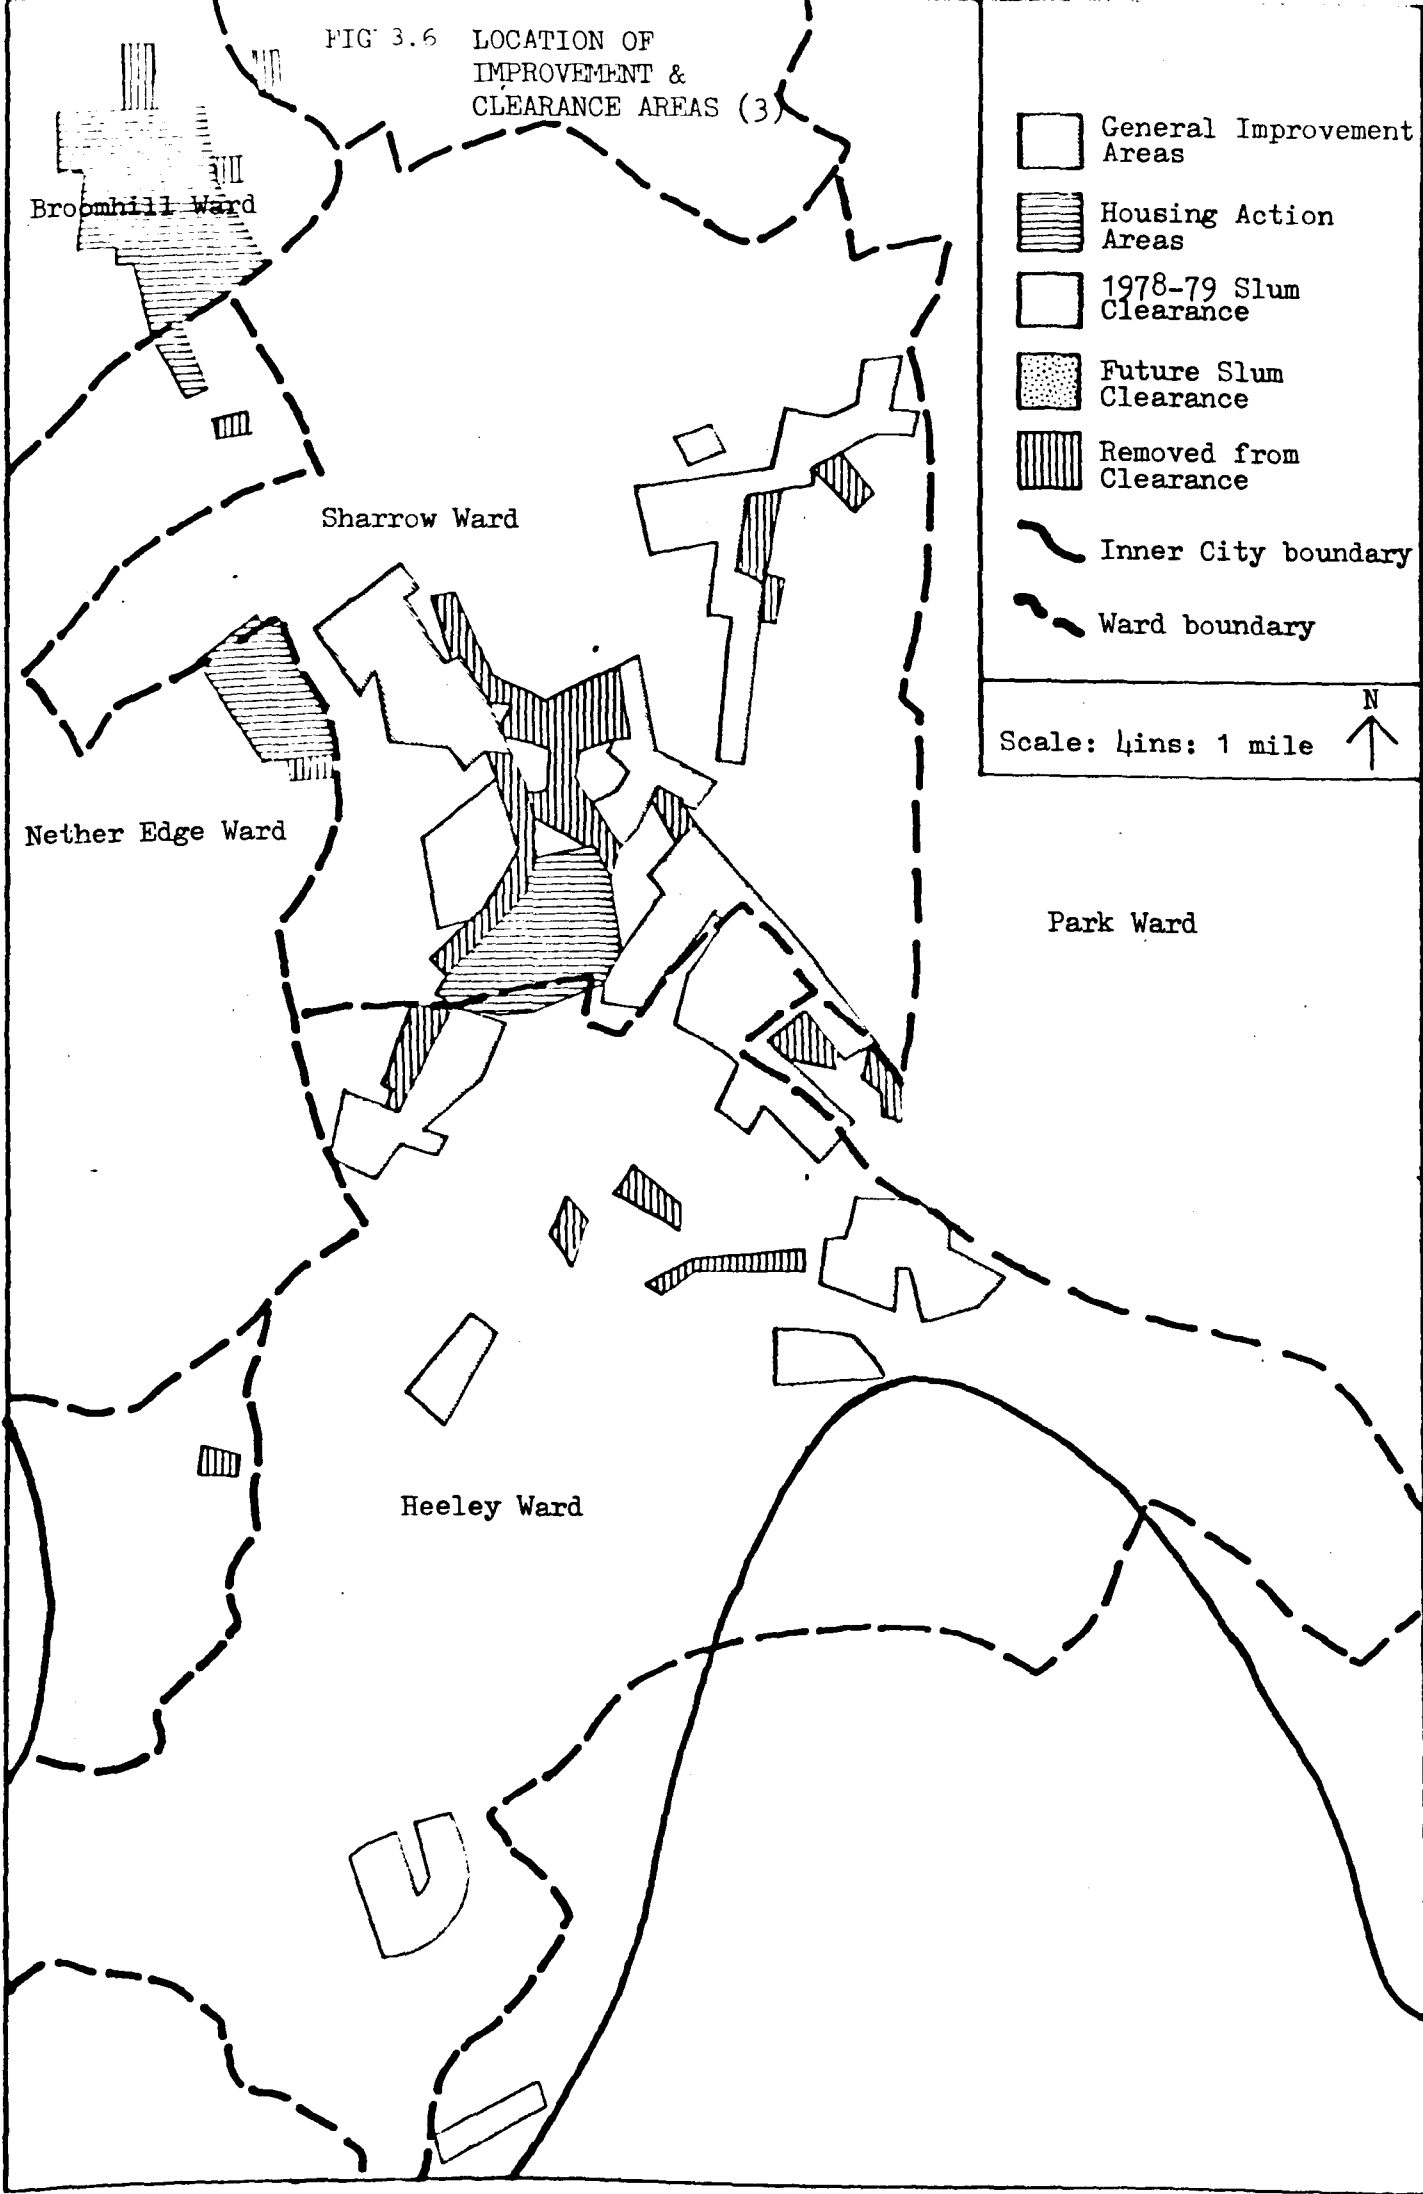 FIG 3.6 LOCATION OF
IMPROVEMENT &
CLEARANCE AREAS (3)
General Improvement
Areas
Housing Action
Areas
1978-79 Slum
Clearance
Future Slum
Clearance
Removed from
Clearance
Inner City boundary
Ward boundary
N
Scale: 4ins: 1 mile
Broomhill Ward
Sharrow Ward
Nether Edge Ward
Park Ward
Heeley Ward